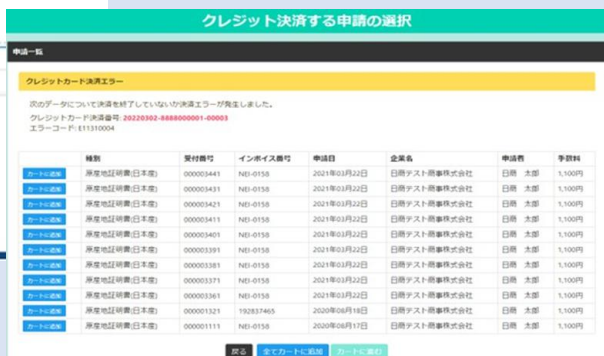 クレジット決済する申請の選択
申請一覧
クレジットカード決済エラー
次のデータについて決済を終了していないか決済エラーが発生しました。
クレジットカード決済番号: 20220302-8888000001-00003
エラーコード: E11310004
種別 受付番号 インボイス番号 申請日 企業名 申請者 手数料
カートに追加 原産地証明書(日本産) 000003441 NEI-0158 2021年03月22日 日商テスト商事株式会社 日商 太郎 1,100円
カートに追加 原産地証明書(日本産) 000003431 NEI-0158 2021年03月22日 日商テスト商事株式会社 日商 太郎 1,100円
カートに追加 原産地証明書(日本産) 000003421 NEI-0158 2021年03月22日 日商テスト商事株式会社 日商 太郎 1,100円
カートに追加 原産地証明書(日本産) 000003411 NEI-0158 2021年03月22日 日商テスト商事株式会社 日商 太郎 1,100円
カートに追加 原産地証明書(日本産) 000003401 NEI-0158 2021年03月22日 日商テスト商事株式会社 日商 太郎 1,100円
カートに追加 原産地証明書(日本産) 000003391 NEI-0158 2021年03月22日 日商テスト商事株式会社 日商 太郎 1,100円
カートに追加 原産地証明書(日本産) 000003381 NEI-0158 2021年03月22日 日商テスト商事株式会社 日商 太郎 1,100円
カートに追加 原産地証明書(日本産) 000003371 NEI-0158 2021年03月22日 日商テスト商事株式会社 日商 太郎 1,100円
カートに追加 原産地証明書(日本産) 000003361 NEI-0158 2021年03月22日 日商テスト商事株式会社 日商 太郎 1,100円
カートに追加 原産地証明書(日本産) 000001321 192837465 2020年06月18日 日商テスト商事株式会社 日商 太郎 1,100円
カートに追加 原産地証明書(日本産) 000001111 NEI-0158 2020年06月17日 日商テスト商事株式会社 日商 太郎 1,100円
戻る 全てカートに追加 カートに進む